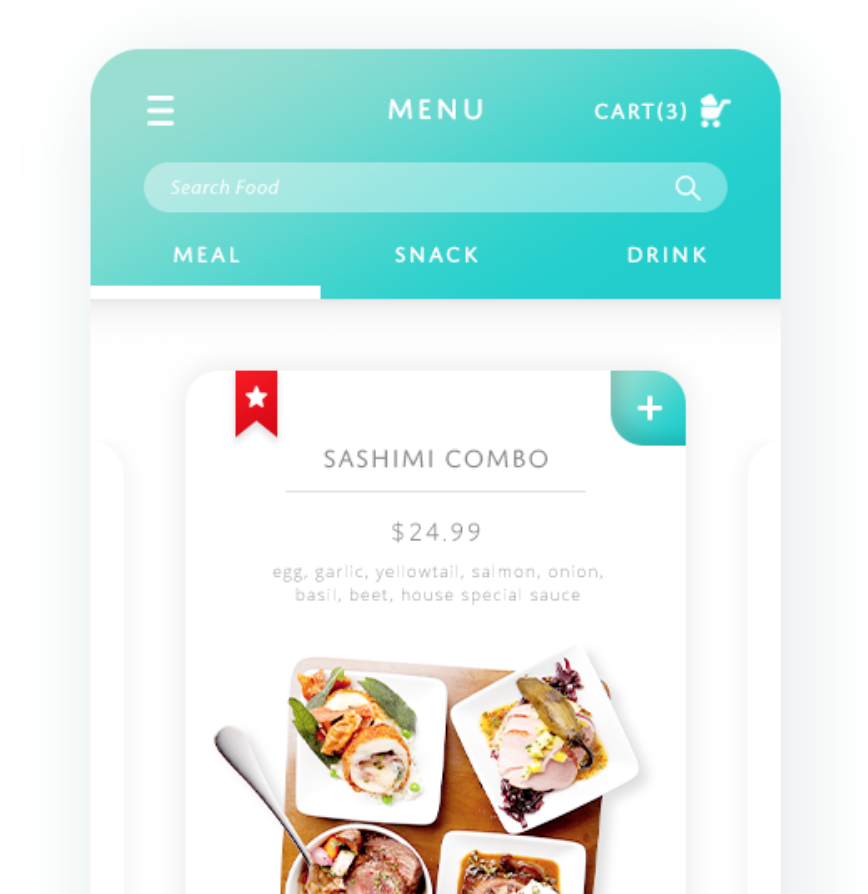 MENU
CART(3)
Search Food
MEAL
SNACK
DRINK
SASHIMI COMBO
$24.99
egg, garlic, yellowtail, salmon, onion,
basil, beet, house special sauce